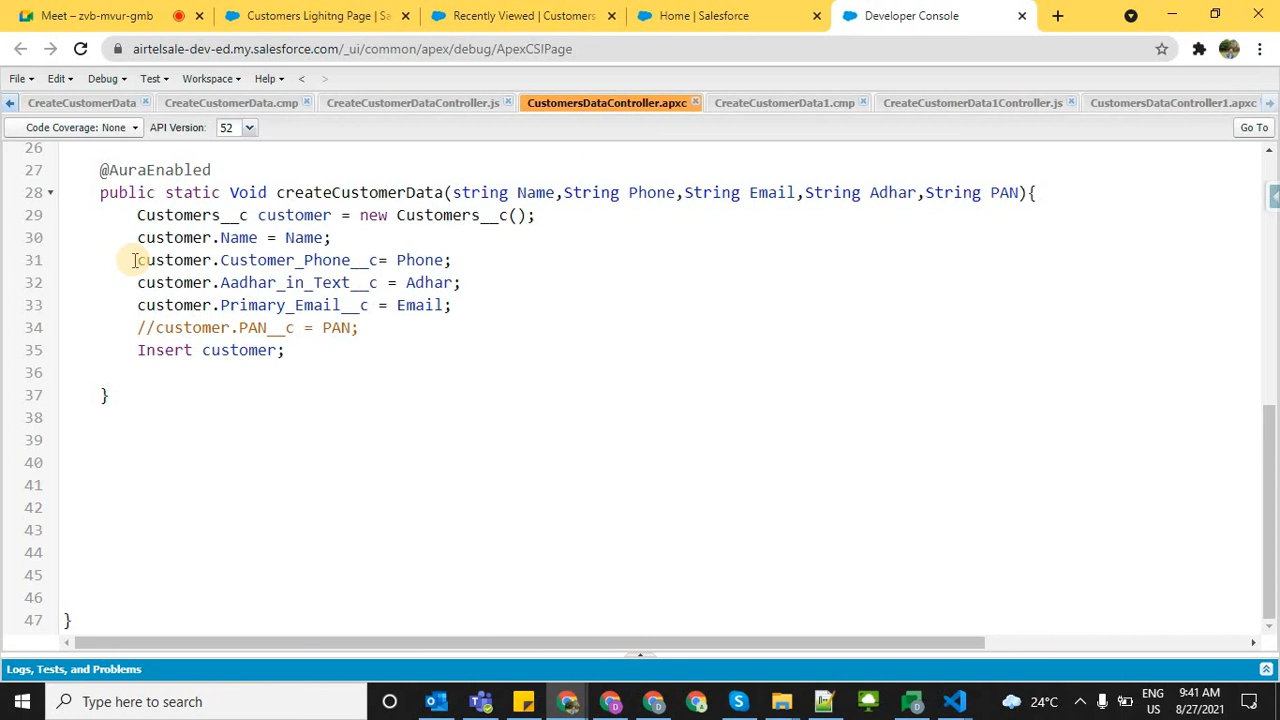 Meet – zvb-mvur-gmb
Customers Lighitng Page | Sa
Recently Viewed | Customers
Home | Salesforce
Developer Console
airtelsale-dev-ed.my.salesforce.com/_ui/common/apex/debug/ApexCSIPage
File Edit Debug Test Workspace Help < >
CreateCustomerData CreateCustomerData.cmp CreateCustomerDataController.js CustomersDataController.apxc CreateCustomerData1.cmp CreateCustomerData1Controller.js CustomersDataController1.apxc
Code Coverage: None API Version: 52 Go To
26
27 @AuraEnabled
28 public static Void createCustomerData(string Name,String Phone,String Email,String Adhar,String PAN){
29 Customers__c customer = new Customers__c();
30 customer.Name = Name;
31 customer.Customer_Phone__c= Phone;
32 customer.Aadhar_in_Text__c = Adhar;
33 customer.Primary_Email__c = Email;
34 //customer.PAN__c = PAN;
35 Insert customer;
36
37 }
38
39
40
41
42
43
44
45
46
47 }
Logs, Tests, and Problems
Type here to search
24°C
ENG
US
9:41 AM
8/27/2021